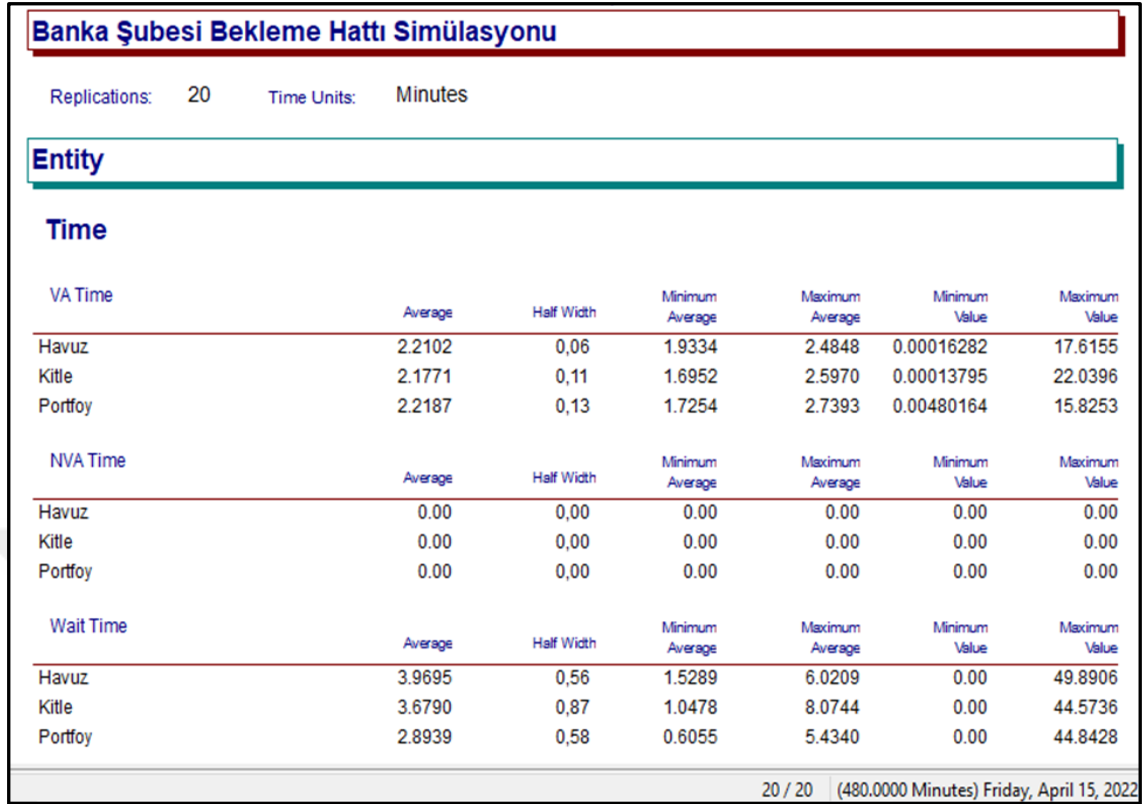 Banka Şubesi Bekleme Hattı Simülasyonu
Replications: 20 Time Units: Minutes
Entity
Time
VA Time Average Half Width Minimum Average Maximum Average Minimum Value Maximum Value
Havuz 2.2102 0,06 1.9334 2.4848 0.00016282 17.6155
Kitle 2.1771 0,11 1.6952 2.5970 0.00013795 22.0396
Portfoy 2.2187 0,13 1.7254 2.7393 0.00480164 15.8253
NVA Time Average Half Width Minimum Average Maximum Average Minimum Value Maximum Value
Havuz 0.00 0,00 0.00 0.00 0.00 0.00
Kitle 0.00 0,00 0.00 0.00 0.00 0.00
Portfoy 0.00 0,00 0.00 0.00 0.00 0.00
Wait Time Average Half Width Minimum Average Maximum Average Minimum Value Maximum Value
Havuz 3.9695 0,56 1.5289 6.0209 0.00 49.8906
Kitle 3.6790 0,87 1.0478 8.0744 0.00 44.5736
Portfoy 2.8939 0,58 0.6055 5.4340 0.00 44.8428
20 / 20 (480.0000 Minutes) Friday, April 15, 2022